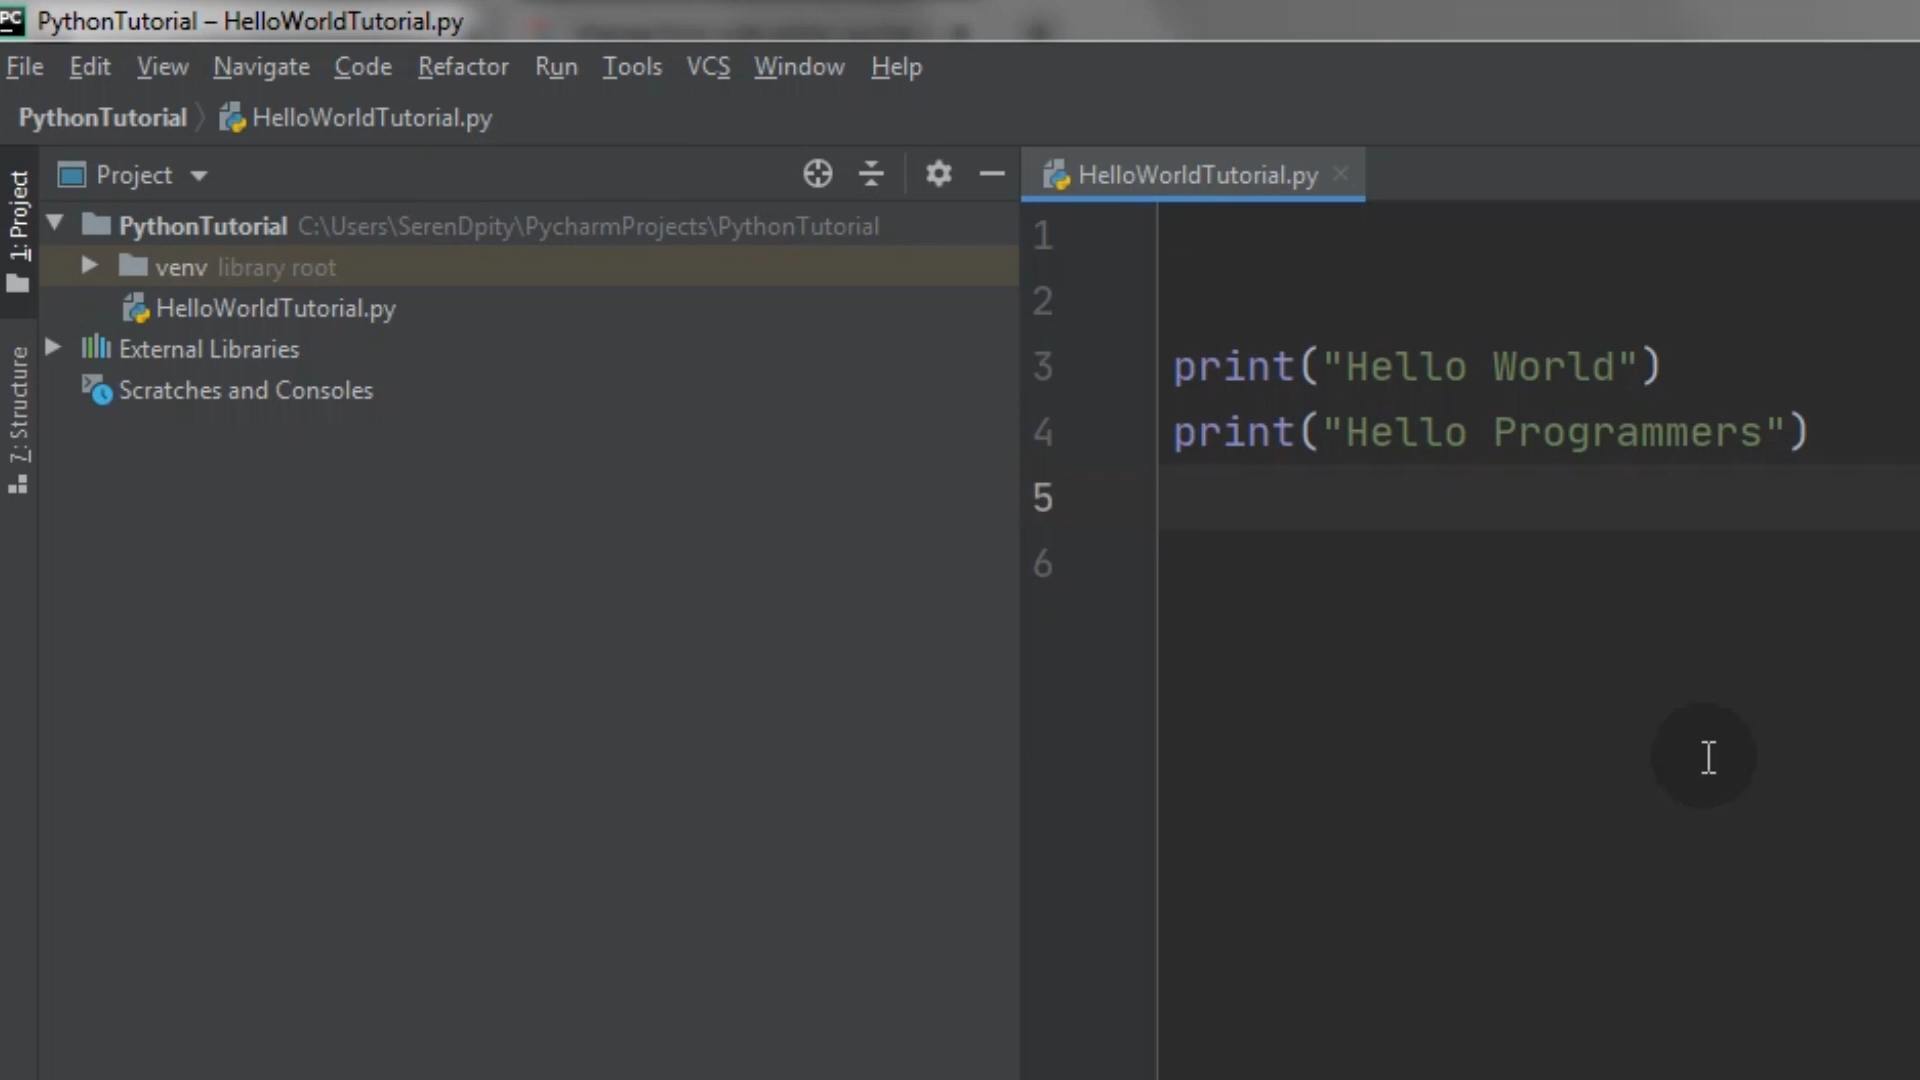 PC PythonTutorial – HelloWorldTutorial.py
File Edit View Navigate Code Refactor Run Tools VCS Window Help
PythonTutorial HelloWorldTutorial.py
1: Project
7: Structure
Project
PythonTutorial C:\Users\SerenDpity\PycharmProjects\PythonTutorial
venv library root
HelloWorldTutorial.py
External Libraries
Scratches and Consoles
HelloWorldTutorial.py
1
2
3 print("Hello World")
4 print("Hello Programmers")
5
6